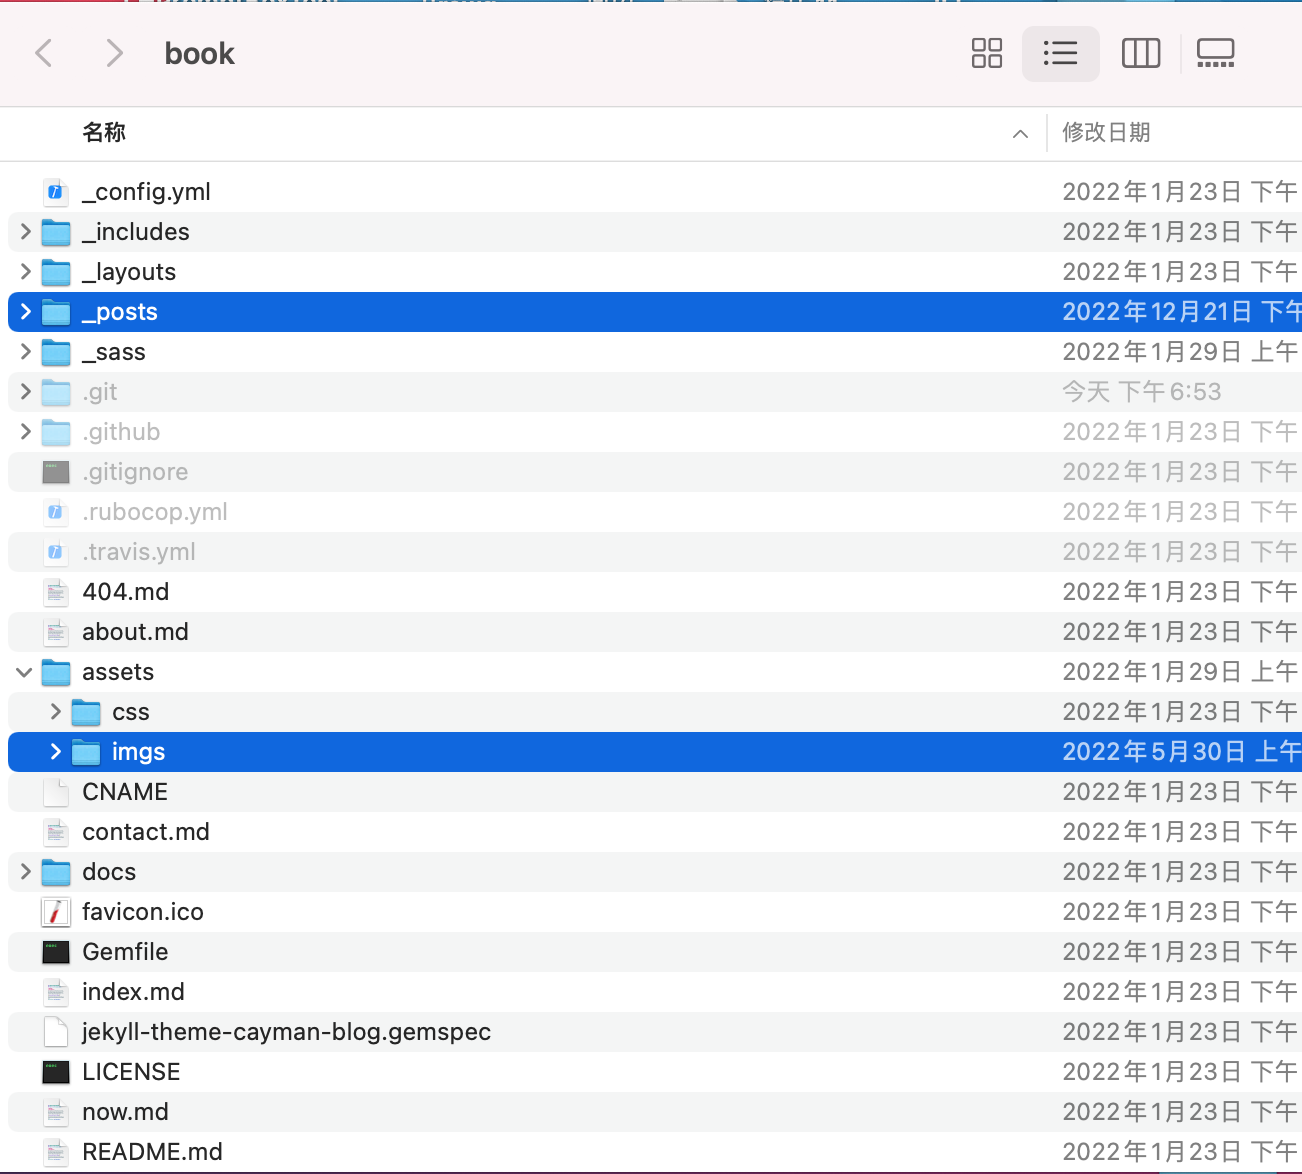 book
名称 修改日期
_config.yml 2022年1月23日 下午
_includes 2022年1月23日 下午
_layouts 2022年1月23日 下午
_posts 2022年12月21日 下午
_sass 2022年1月29日 上午
.git 今天 下午6:53
.github 2022年1月23日 下午
.gitignore 2022年1月23日 下午
.rubocop.yml 2022年1月23日 下午
.travis.yml 2022年1月23日 下午
404.md 2022年1月23日 下午
about.md 2022年1月23日 下午
assets 2022年1月29日 上午
css 2022年1月23日 下午
imgs 2022年5月30日 上午
CNAME 2022年1月23日 下午
contact.md 2022年1月23日 下午
docs 2022年1月23日 下午
favicon.ico 2022年1月23日 下午
Gemfile 2022年1月23日 下午
index.md 2022年1月23日 下午
jekyll-theme-cayman-blog.gemspec 2022年1月23日 下午
LICENSE 2022年1月23日 下午
now.md 2022年1月23日 下午
README.md 2022年1月23日 下午